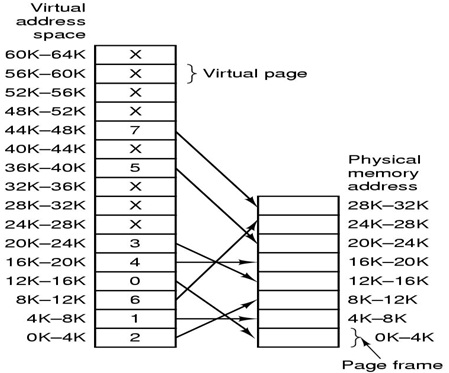 Virtual
address
space
60K–64K X
56K–60K X } Virtual page
52K–56K X
48K–52K X
44K–48K 7
40K–44K X
36K–40K 5
32K–36K X
28K–32K X
24K–28K X
20K–24K 3
16K–20K 4
12K–16K 0
8K–12K 6
4K–8K 1
0K–4K 2
Physical
memory
address
28K–32K
24K–28K
20K–24K
16K–20K
12K–16K
8K–12K
4K–8K
} 0K–4K
Page frame